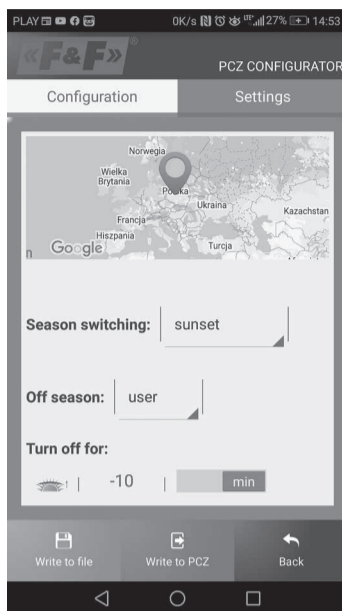 PLAY 0K/s LTE 27% 14:53
«F&F»®
PCZ CONFIGURATOR
Configuration Settings
Norwegia
Wielka
Brytania
Polska
Ukraina
Kazachstan
Francja
Hiszpania
Turcja
n Google
Season switching: sunset
Off season: user
Turn off for:
-10 min
Write to file Write to PCZ Back